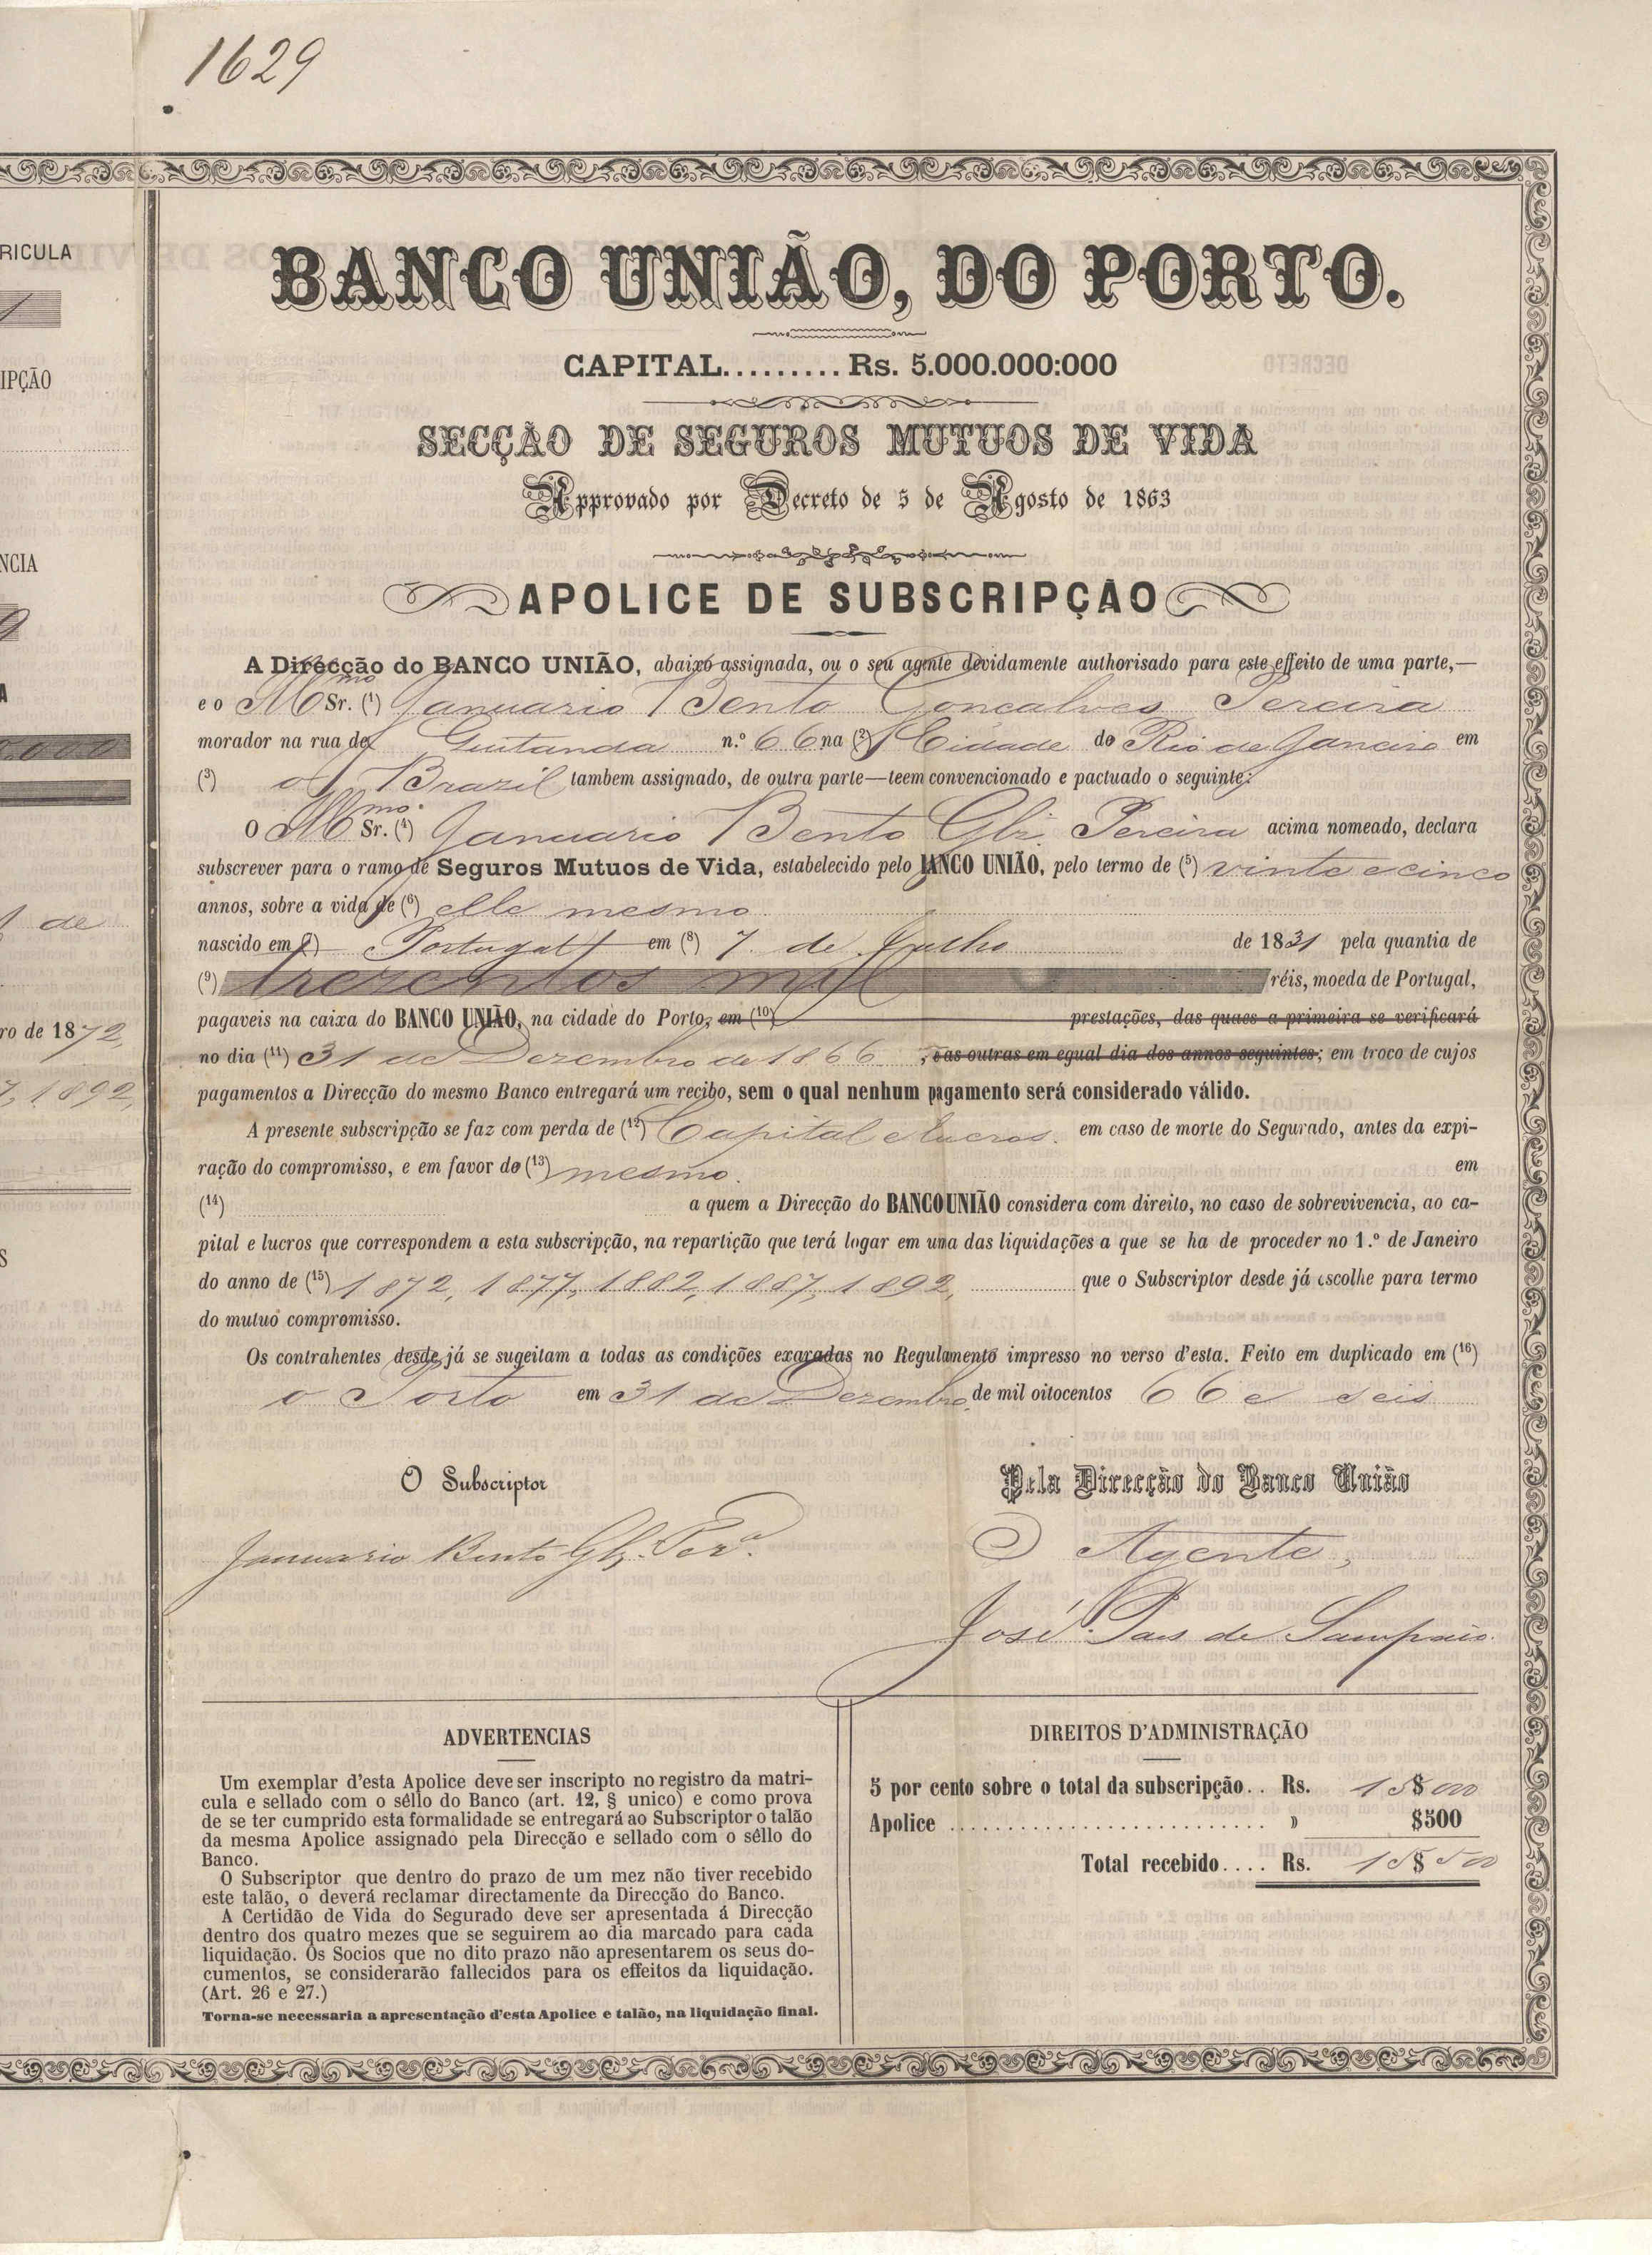 1629
RICULA
IPÇÃO
NCIA
A
1 de
ro de 1872,
7, 1892,
S
BANCO UNIÃO, DO PORTO.
CAPITAL......... Rs. 5.000.000:000
SECÇÃO DE SEGUROS MUTUOS DE VIDA
Approvado por Decreto de 5 de Agosto de 1863
APOLICE DE SUBSCRIPÇÃO
A Direcção do BANCO UNIÃO, abaixo assignada, ou o seu agente devidamente authorisado para este effeito de uma parte,—
e o Illmo Sr. (1) Januario Bento Goncalves Pereira
morador na rua de Quitanda n.º 66 na (2) Cidade do Rio de Janeiro em
(3) o Brazil tambem assignado, de outra parte—teem convencionado e pactuado o seguinte:
O Illmo Sr. (4) Januario Bento Glz Pereira acima nomeado, declara
subscrever para o ramo de Seguros Mutuos de Vida, estabelecido pelo BANCO UNIÃO, pelo termo de (5) vinte e cinco
annos, sobre a vida de (6) elle mesmo
nascido em (7) Portugal em (8) 7 de Julho de 1831 pela quantia de
(9) trezentos mil réis, moeda de Portugal,
pagaveis na caixa do BANCO UNIÃO, na cidade do Porto, em (10) prestações, das quaes a primeira se verificará
no dia (11) 31 de Dezembro de 1866, e as outras em egual dia dos annos seguintes; em troco de cujos
pagamentos a Direcção do mesmo Banco entregará um recibo, sem o qual nenhum pagamento será considerado válido.
A presente subscripção se faz com perda de (12) Capital e lucros em caso de morte do Segurado, antes da expi-
ração do compromisso, e em favor do (13) mesmo. em
(14) a quem a Direcção do BANCO UNIÃO considera com direito, no caso de sobrevivencia, ao ca-
pital e lucros que correspondem a esta subscripção, na repartição que terá logar em uma das liquidações a que se ha de proceder no 1.º de Janeiro
do anno de (15) 1872, 1877, 1882, 1887, 1892, que o Subscriptor desde já escolhe para termo
do mutuo compromisso.
Os contrahentes desde já se sugeitam a todas as condições exaradas no Regulamento impresso no verso d'esta. Feito em duplicado em (16)
o Porto em 31 de Dezembro de mil oitocentos 66 e seis
O Subscriptor
Pela Direcção do Banco União
Januario Bento Glz. Perª.
O Agente,
José Paes de Sampaio
ADVERTENCIAS
Um exemplar d'esta Apolice deve ser inscripto no registro da matri-
cula e sellado com o sêllo do Banco (art. 12, § unico) e como prova
de se ter cumprido esta formalidade se entregará ao Subscriptor o talão
da mesma Apolice assignado pela Direcção e sellado com o sêllo do
Banco.
O Subscriptor que dentro do prazo de um mez não tiver recebido
este talão, o deverá reclamar directamente da Direcção do Banco.
A Certidão de Vida do Segurado deve ser apresentada á Direcção
dentro dos quatro mezes que se seguirem ao dia marcado para cada
liquidação. Os Socios que no dito prazo não apresentarem os seus do-
cumentos, se considerarão fallecidos para os effeitos da liquidação.
(Art. 26 e 27.)
Torna-se necessaria a apresentação d'esta Apolice e talão, na liquidação final.
DIREITOS D'ADMINISTRAÇÃO
5 por cento sobre o total da subscripção.. Rs. 15$000
Apolice ........................... » $500
Total recebido.... Rs. 15$500